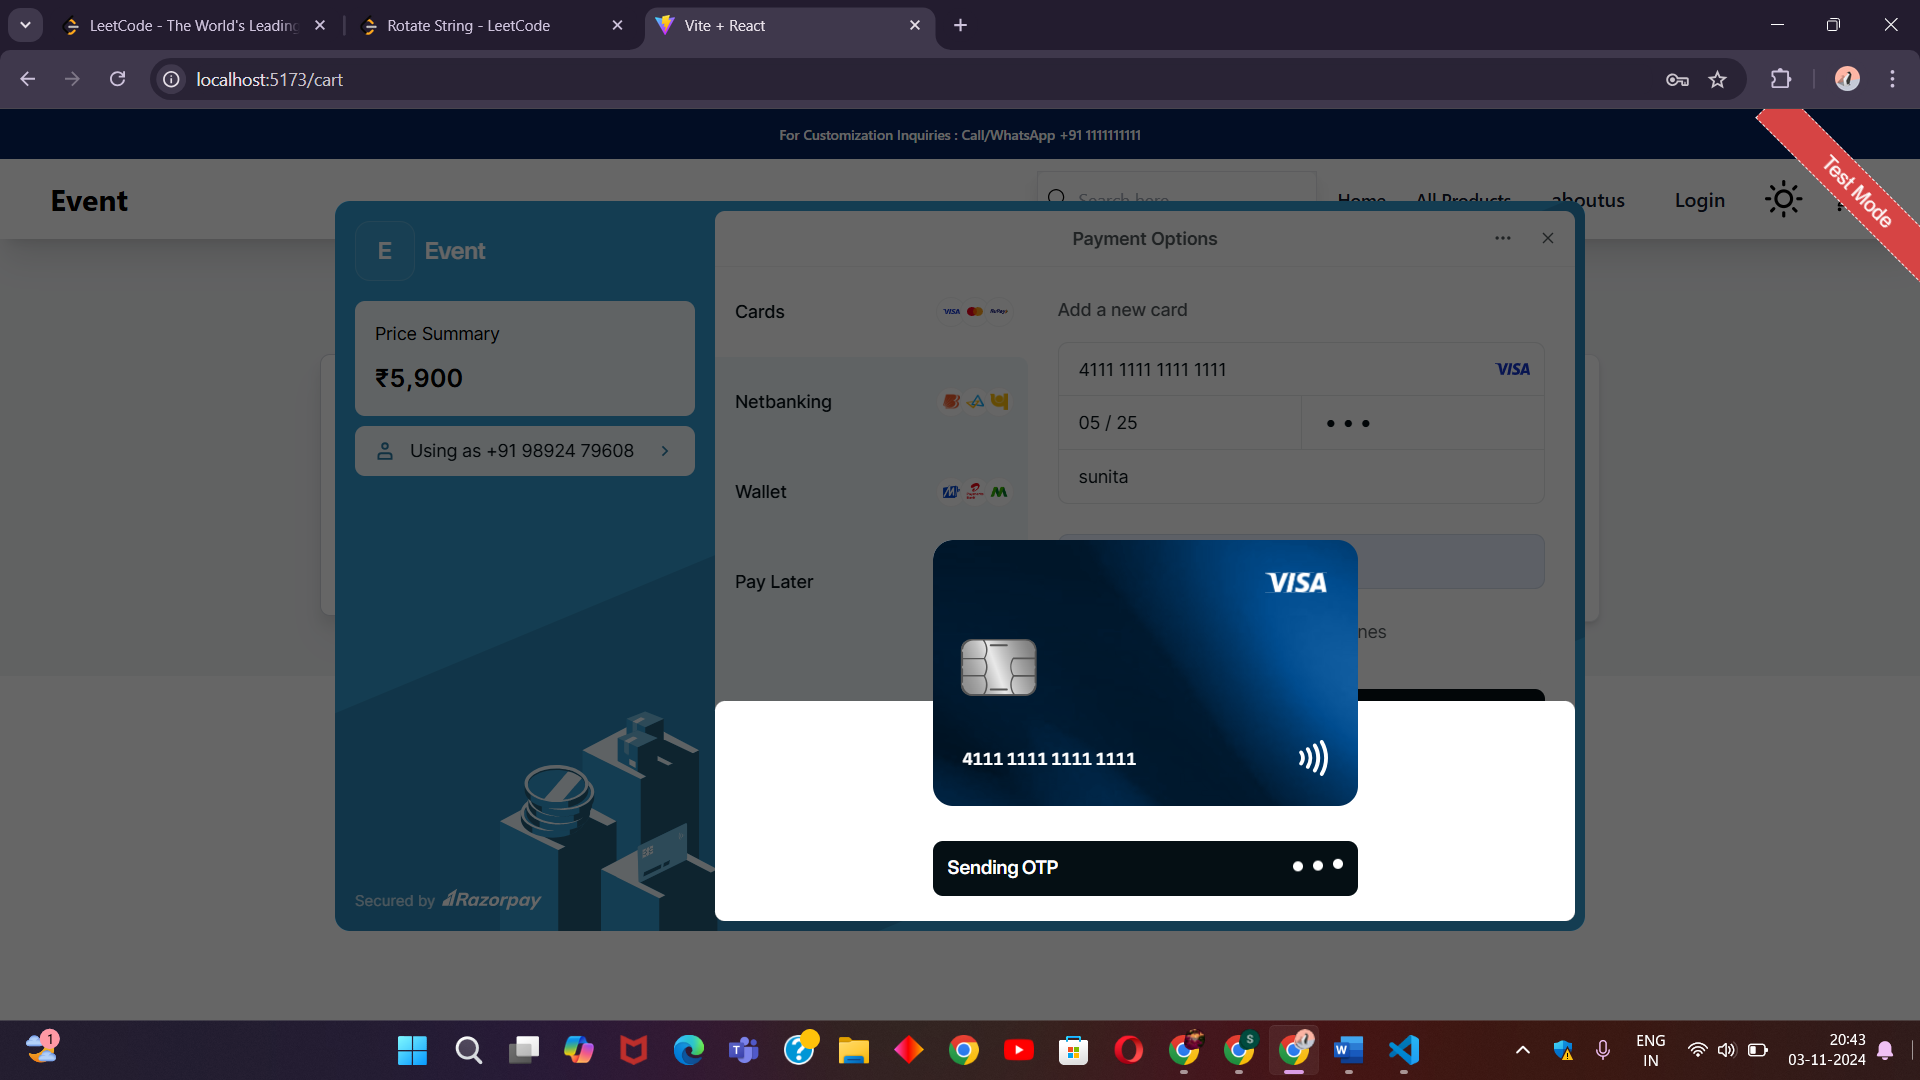 LeetCode - The World's Leading
Rotate String - LeetCode
Vite + React
localhost:5173/cart
For Customization Inquiries : Call/WhatsApp +91 1111111111
Test Mode
Event
Search here
Home
All Products
aboutus
Login
E
Event
Price Summary
₹5,900
Using as +91 98924 79608
Secured by Razorpay
Payment Options
Cards
VISA
Netbanking
Wallet
Pay Later
Add a new card
4111 1111 1111 1111
VISA
05 / 25
sunita
VISA
4111 1111 1111 1111
Sending OTP
1
S
ENG
IN
20:43
03-11-2024